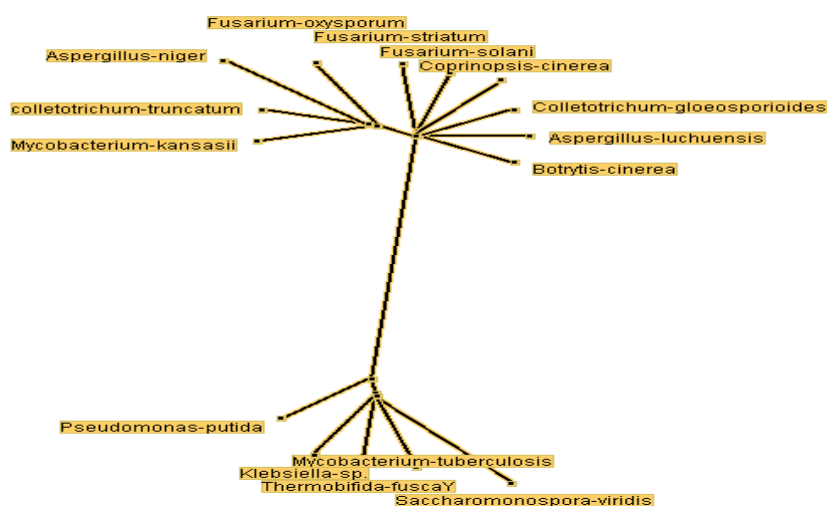 Fusarium-oxysporum
Fusarium-striatum
Aspergillus-niger
Fusarium-solani
Coprinopsis-cinerea
colletotrichum-truncatum
Colletotrichum-gloeosporioides
Mycobacterium-kansasii
Aspergillus-luchuensis
Botrytis-cinerea
Pseudomonas-putida
Mycobacterium-tuberculosis
Klebsiella-sp.
Thermobifida-fuscaY
Saccharomonospora-viridis